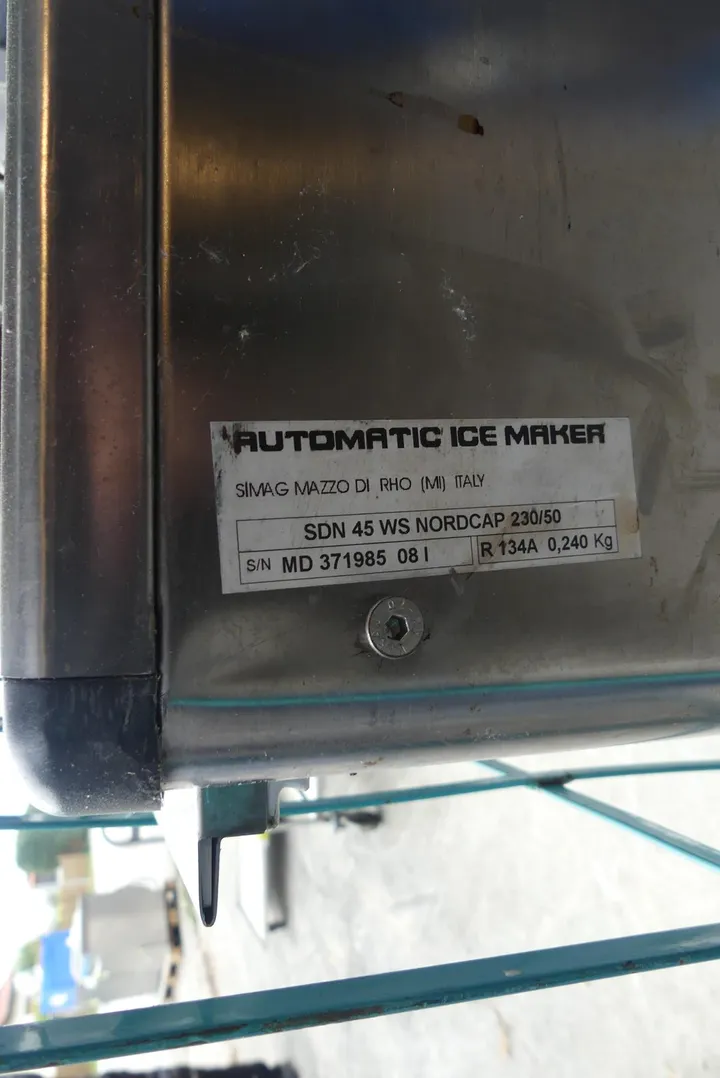 AUTOMATIC ICE MAKER
SIMAG MAZZO DI RHO (MI) ITALY
SDN 45 WS NORDCAP 230/50
S/N MD 371985 08 I R 134A 0,240 Kg